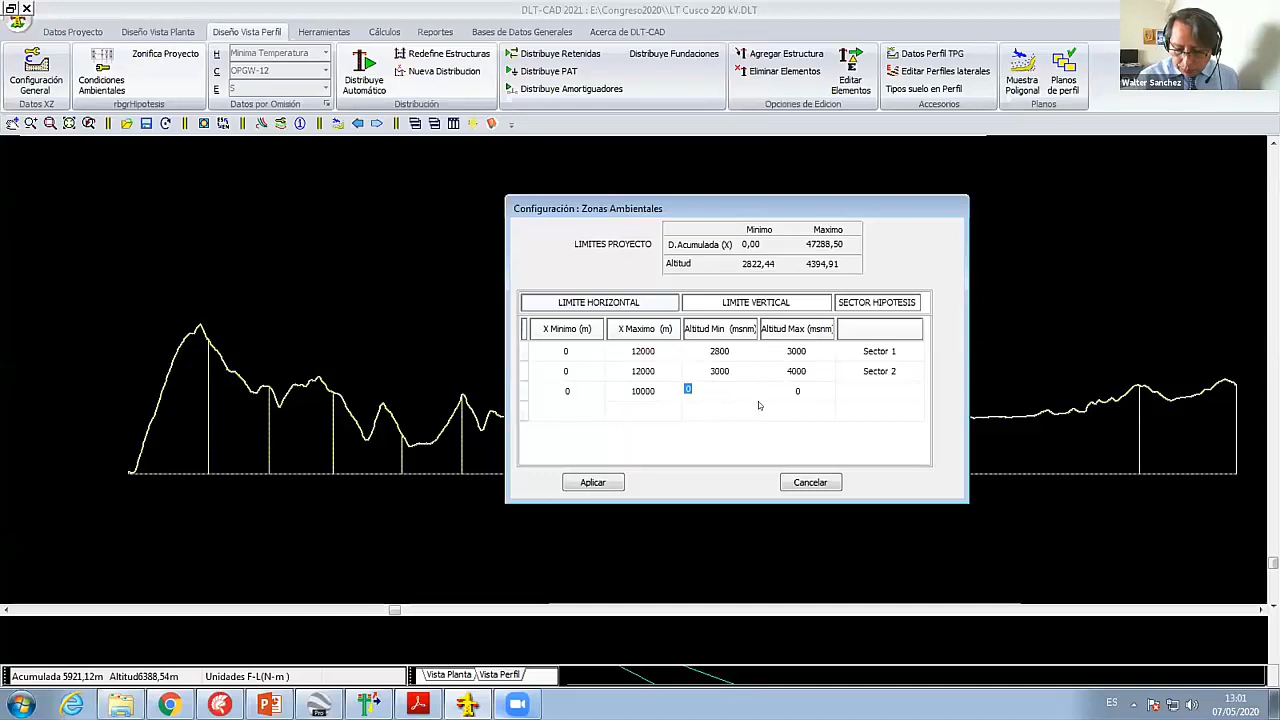 DLT-CAD 2021 : E:\Congreso2020\LT Cusco 220 kV.DLT
Datos Proyecto
Diseño Vista Planta
Diseño Vista Perfil
Herramientas
Cálculos
Reportes
Bases de Datos Generales
Acerca de DLT-CAD
Configuración General
Datos XZ
Zonifica Proyecto
Condiciones Ambientales
rbgrHipotesis
H Minima Temperatura
C OPGW-12
E S
Datos por Omisión
Distribuye Automático
Redefine Estructuras
Nueva Distribucion
Distribución
Distribuye Retenidas
Distribuye PAT
Distribuye Amortiguadores
Distribuye Fundaciones
Agregar Estructura
Eliminar Elementos
Editar Elementos
Opciones de Edicion
Datos Perfil TPG
Editar Perfiles laterales
Tipos suelo en Perfil
Accesorios
Muestra Poligonal
Planos de perfil
Planos
Walter Sanchez
Configuración : Zonas Ambientales
Minimo Maximo
LIMITES PROYECTO D.Acumulada (X) 0,00 47288,50
Altitud 2822,44 4394,91
LIMITE HORIZONTAL LIMITE VERTICAL SECTOR HIPOTESIS
X Minimo (m) X Maximo (m) Altitud Min (msnm) Altitud Max (msnm)
0 12000 2800 3000 Sector 1
0 12000 3000 4000 Sector 2
0 10000 0 0
Aplicar Cancelar
Acumulada 5921,12m Altitud6388,54m Unidades F-L(N-m )
Vista Planta Vista Perfil
Pro
ES
13:01
07/05/2020